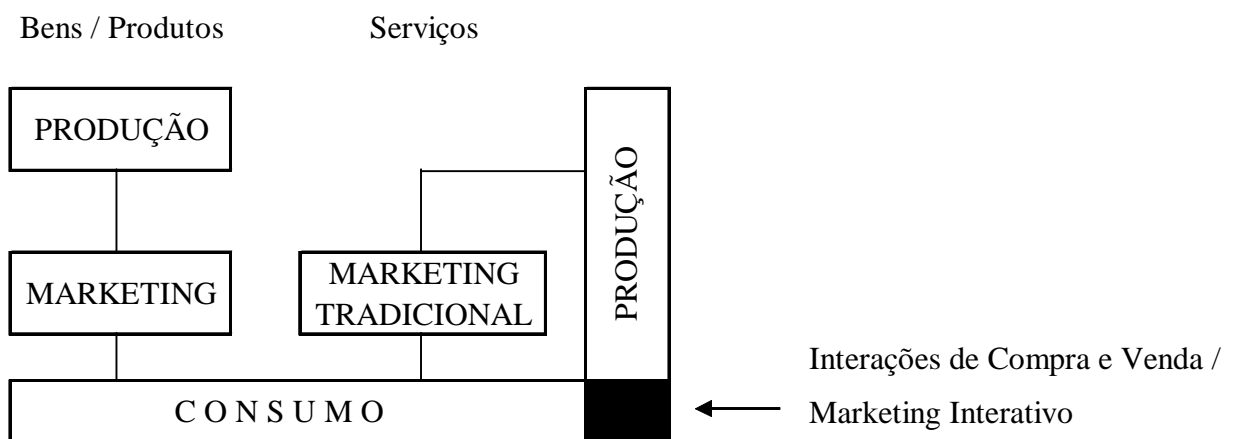 Bens / Produtos
Serviços
PRODUÇÃO
PRODUÇÃO
MARKETING
MARKETING
TRADICIONAL
Interações de Compra e Venda /
Marketing Interativo
C O N S U M O